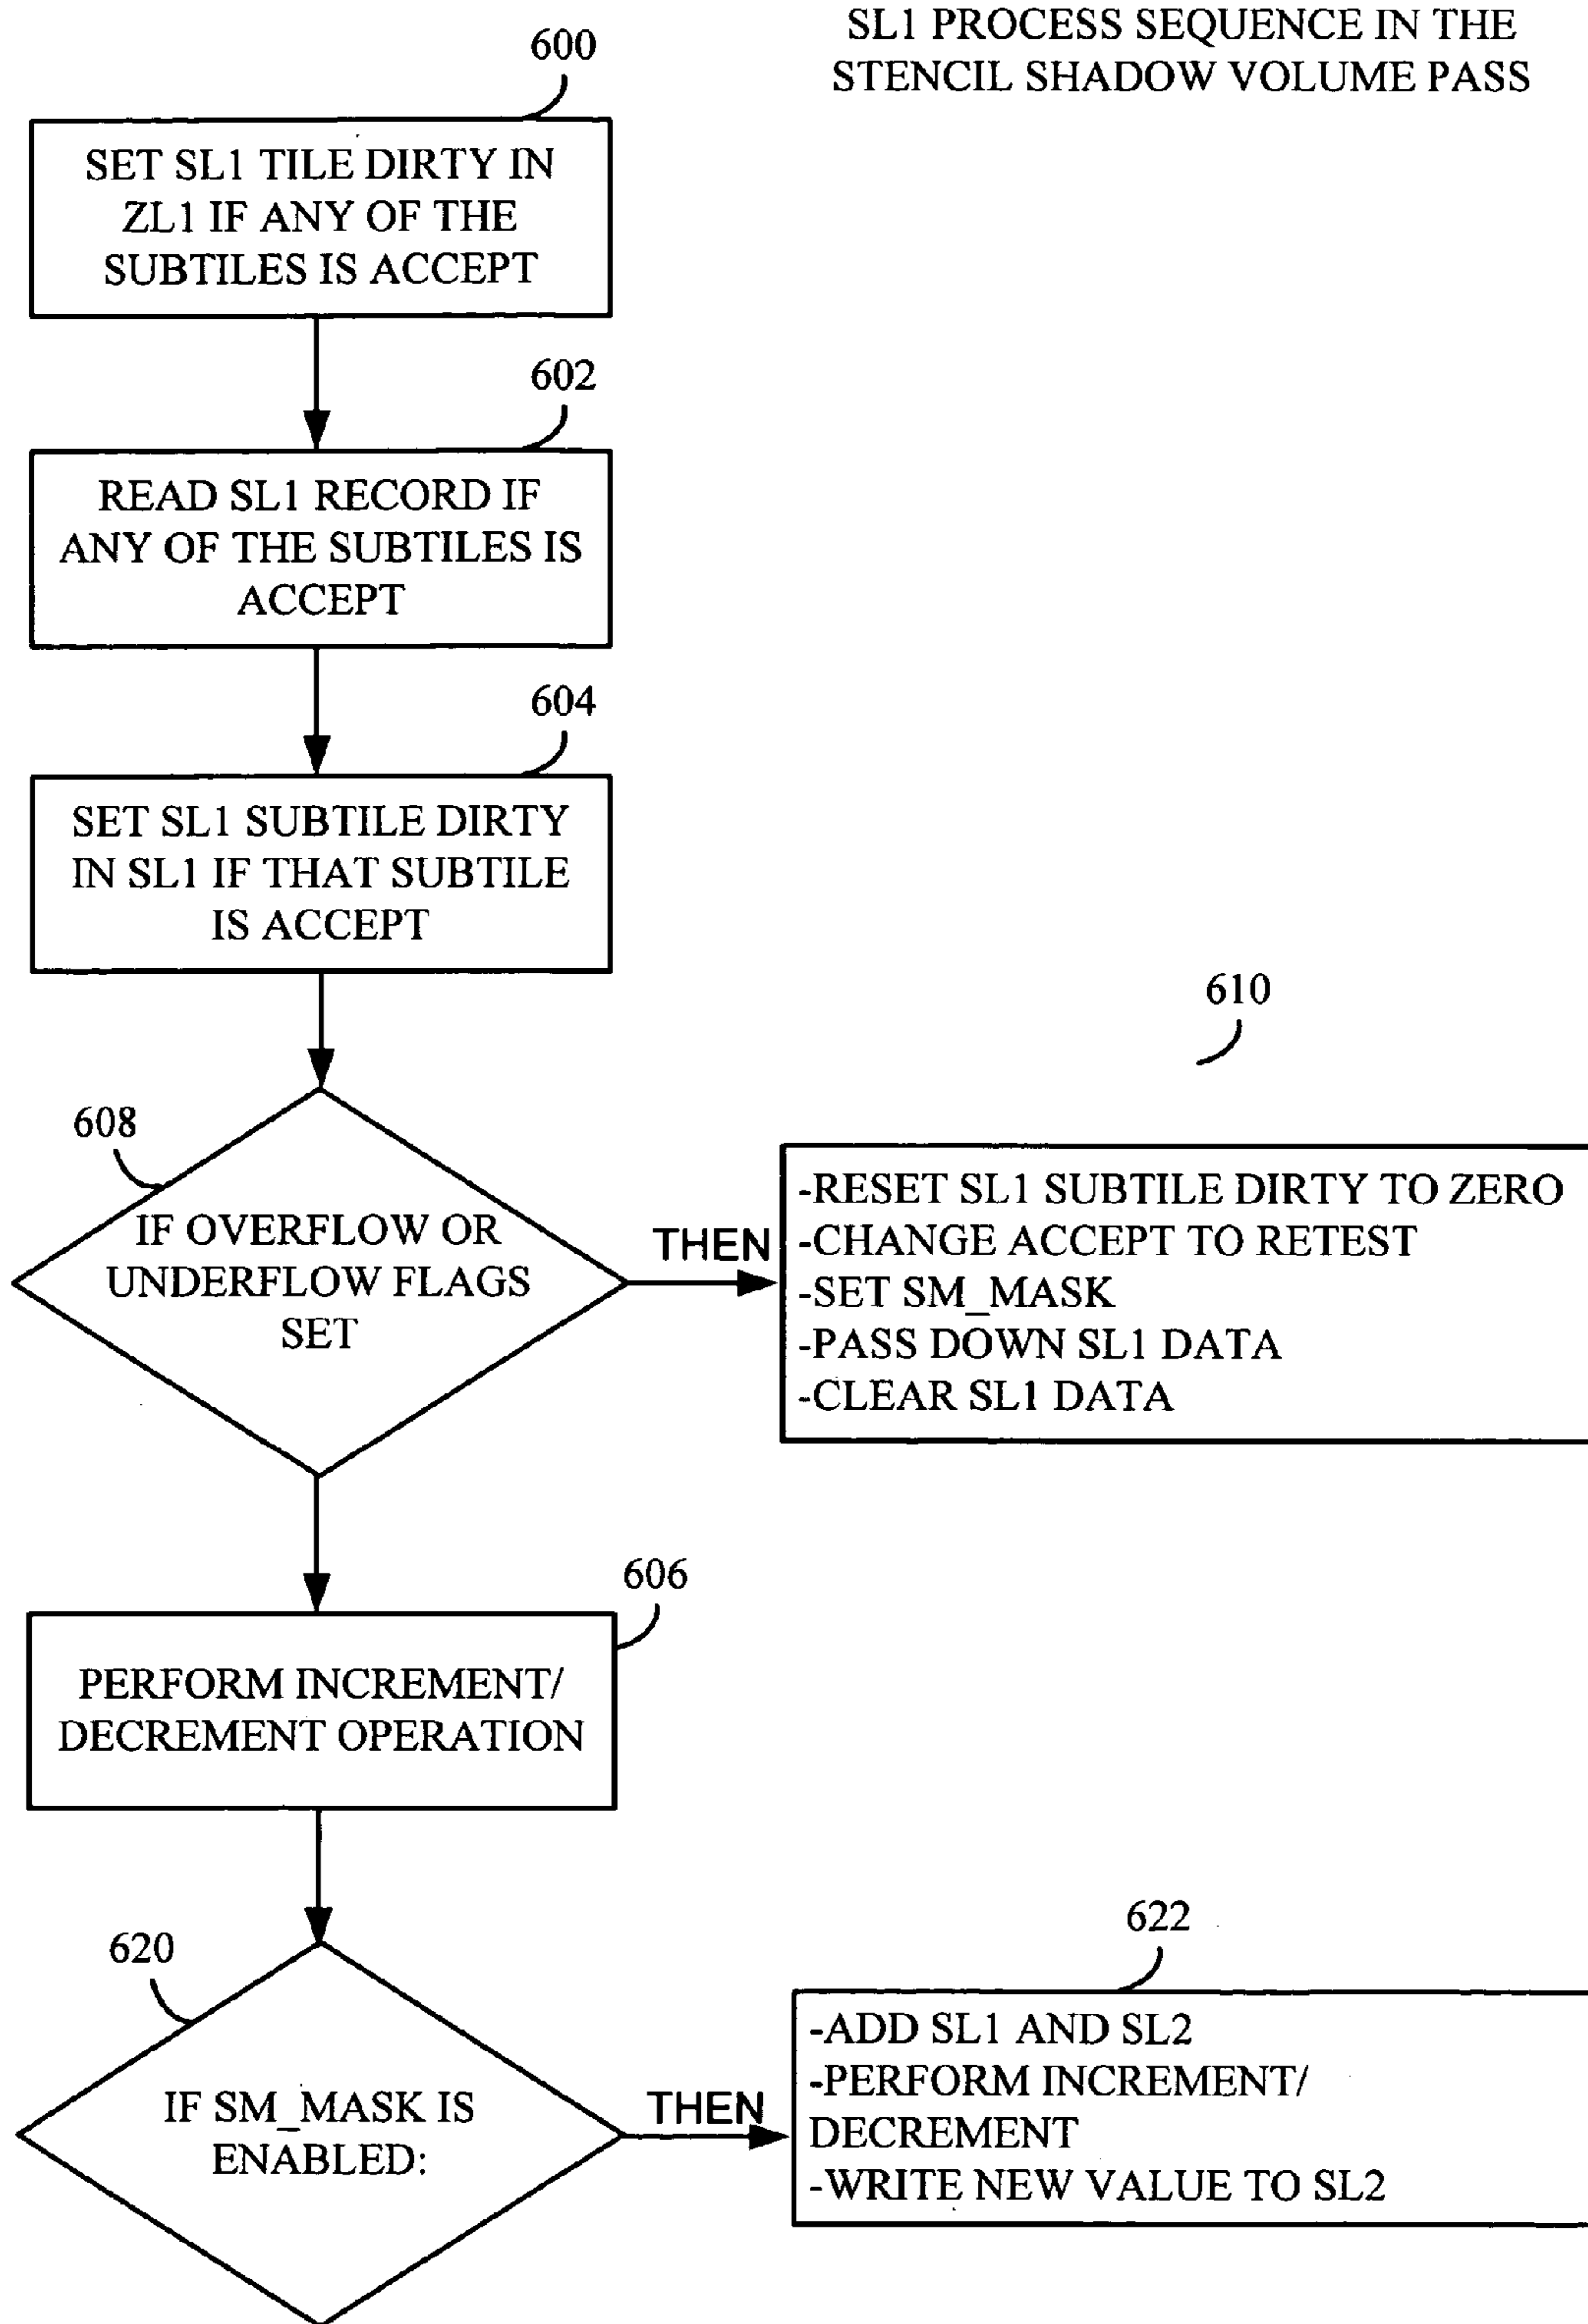 SL1 PROCESS SEQUENCE IN THE
STENCIL SHADOW VOLUME PASS
600
SET SL1 TILE DIRTY IN
ZL1 IF ANY OF THE
SUBTILES IS ACCEPT
602
READ SL1 RECORD IF
ANY OF THE SUBTILES IS
ACCEPT
604
SET SL1 SUBTILE DIRTY
IN SL1 IF THAT SUBTILE
IS ACCEPT
608
IF OVERFLOW OR
UNDERFLOW FLAGS
SET
THEN
610
-RESET SL1 SUBTILE DIRTY TO ZERO
-CHANGE ACCEPT TO RETEST
-SET SM_MASK
-PASS DOWN SL1 DATA
-CLEAR SL1 DATA
606
PERFORM INCREMENT/
DECREMENT OPERATION
620
IF SM_MASK IS
ENABLED:
THEN
622
-ADD SL1 AND SL2
-PERFORM INCREMENT/
DECREMENT
-WRITE NEW VALUE TO SL2